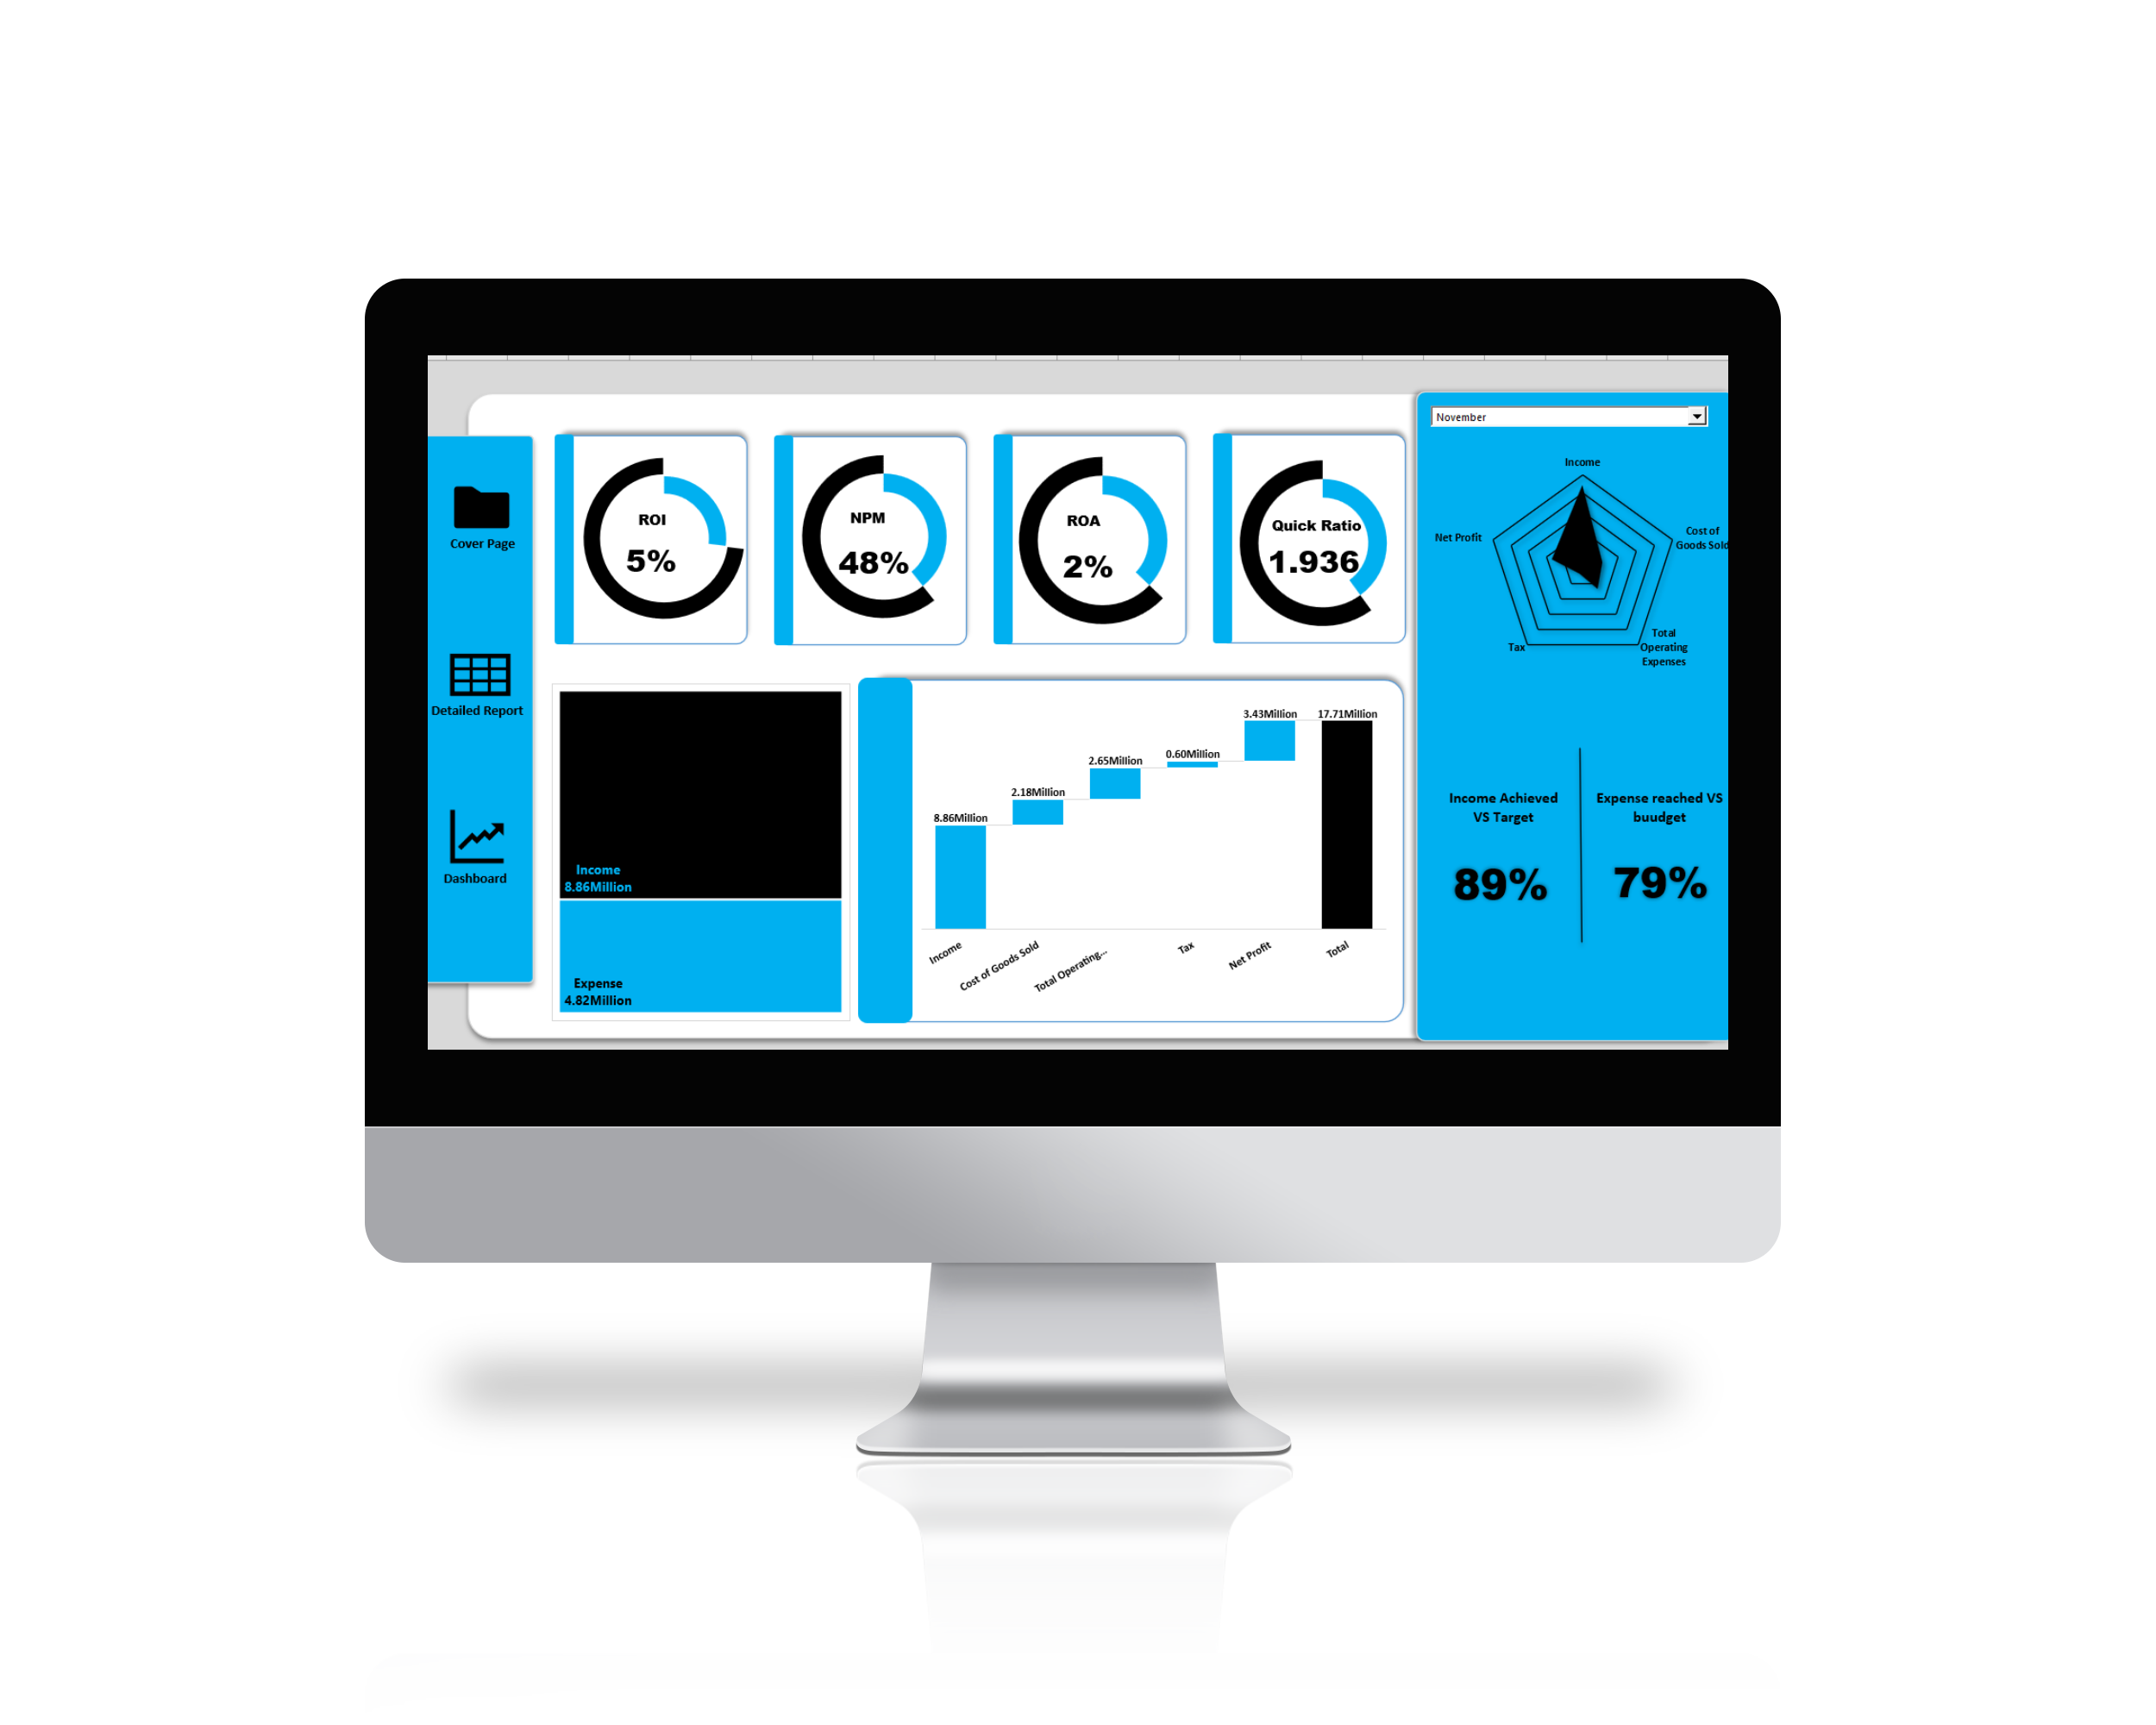 Cover Page
Detailed Report
Dashboard
ROI
5%
NPM
48%
ROA
2%
Quick Ratio
1.936
Income
8.86Million
Expense
4.82Million
8.86Million
2.18Million
2.65Million
0.60Million
3.43Million
17.71Million
Income
Cost of Goods Sold
Total Operating...
Tax
Net Profit
Total
November
Income
Cost of
Goods Sold
Total
Operating
Expenses
Tax
Net Profit
Income Achieved
VS Target
89%
Expense reached VS
buudget
79%